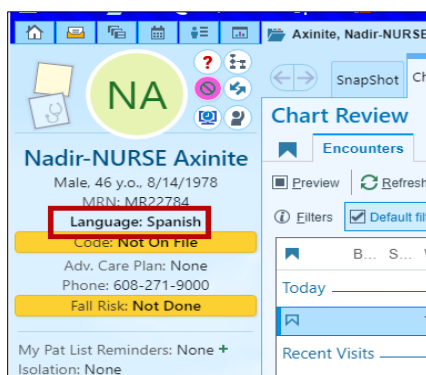 Axinite, Nadir-NURSE
NA
SnapShot
Chart Review
Encounters
Nadir-NURSE Axinite
Male, 46 y.o., 8/14/1978
MRN: MR22784
Language: Spanish
Code: Not On File
Adv. Care Plan: None
Phone: 608-271-9000
Fall Risk: Not Done
My Pat List Reminders: None +
Isolation: None
Preview
Refresh
Filters
Default fil
B... S...
Today
Recent Visits